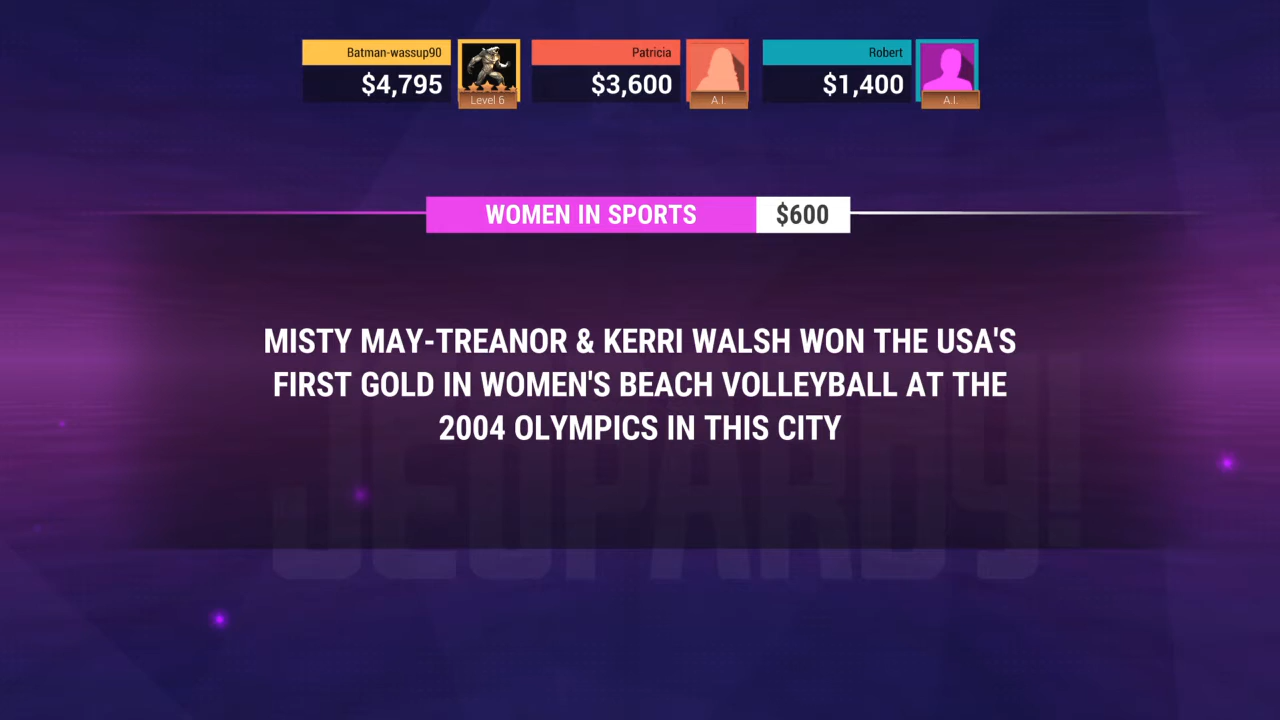 Batman-wassup90
$4,795
Level 6
Patricia
$3,600
A.I.
Robert
$1,400
A.I.
WOMEN IN SPORTS $600
MISTY MAY-TREANOR & KERRI WALSH WON THE USA'S
FIRST GOLD IN WOMEN'S BEACH VOLLEYBALL AT THE
2004 OLYMPICS IN THIS CITY
JEOPARDY!